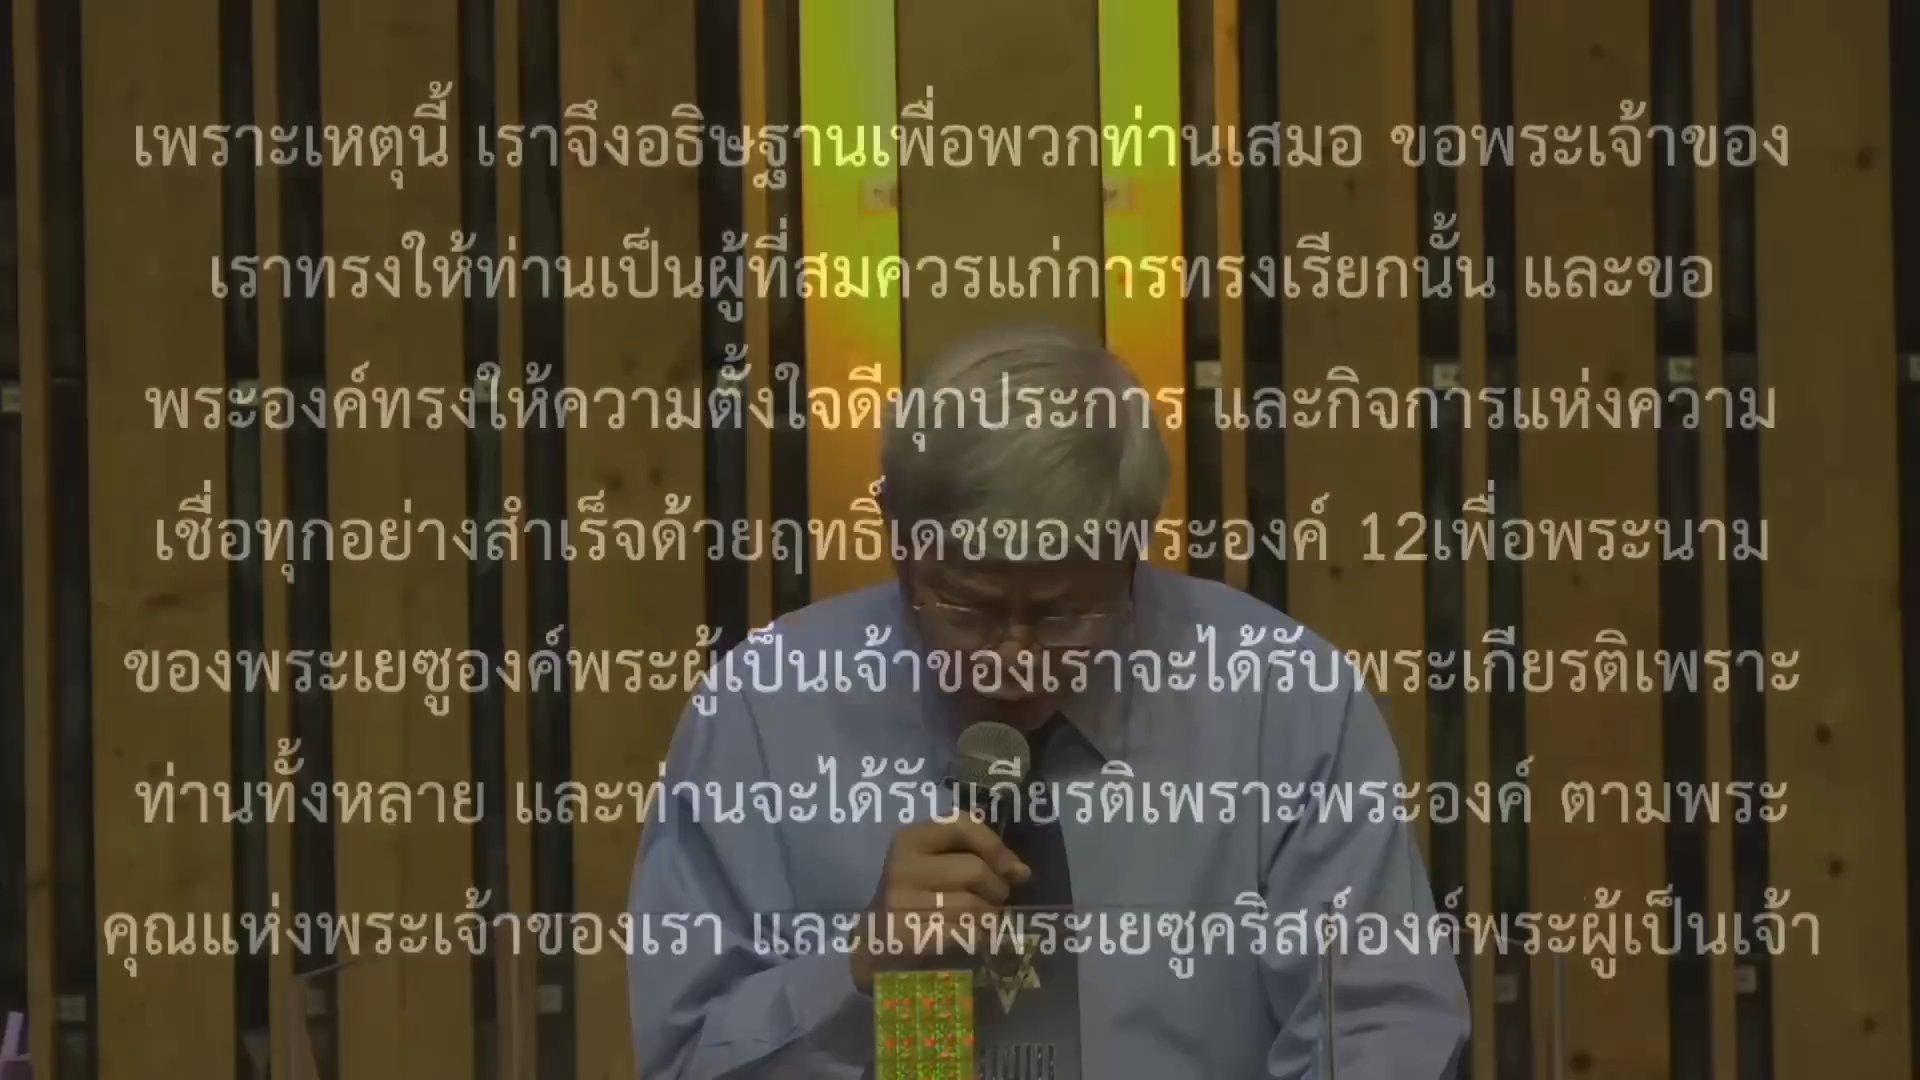 เพราะเหตุนี้ เราจึงอธิษฐานเพื่อพวกท่านเสมอ ขอพระเจ้าของ
เราทรงให้ท่านเป็นผู้ที่สมควรแก่การทรงเรียกนั้น และขอ
พระองค์ทรงให้ความตั้งใจดีทุกประการ และกิจการแห่งความ
เชื่อทุกอย่างสำเร็จด้วยฤทธิ์เดชของพระองค์ 12เพื่อพระนาม
ของพระเยซูองค์พระผู้เป็นเจ้าของเราจะได้รับพระเกียรติเพราะ
ท่านทั้งหลาย และท่านจะได้รับเกียรติเพราะพระองค์ ตามพระ
คุณแห่งพระเจ้าของเรา และแห่งพระเยซูคริสต์องค์พระผู้เป็นเจ้า